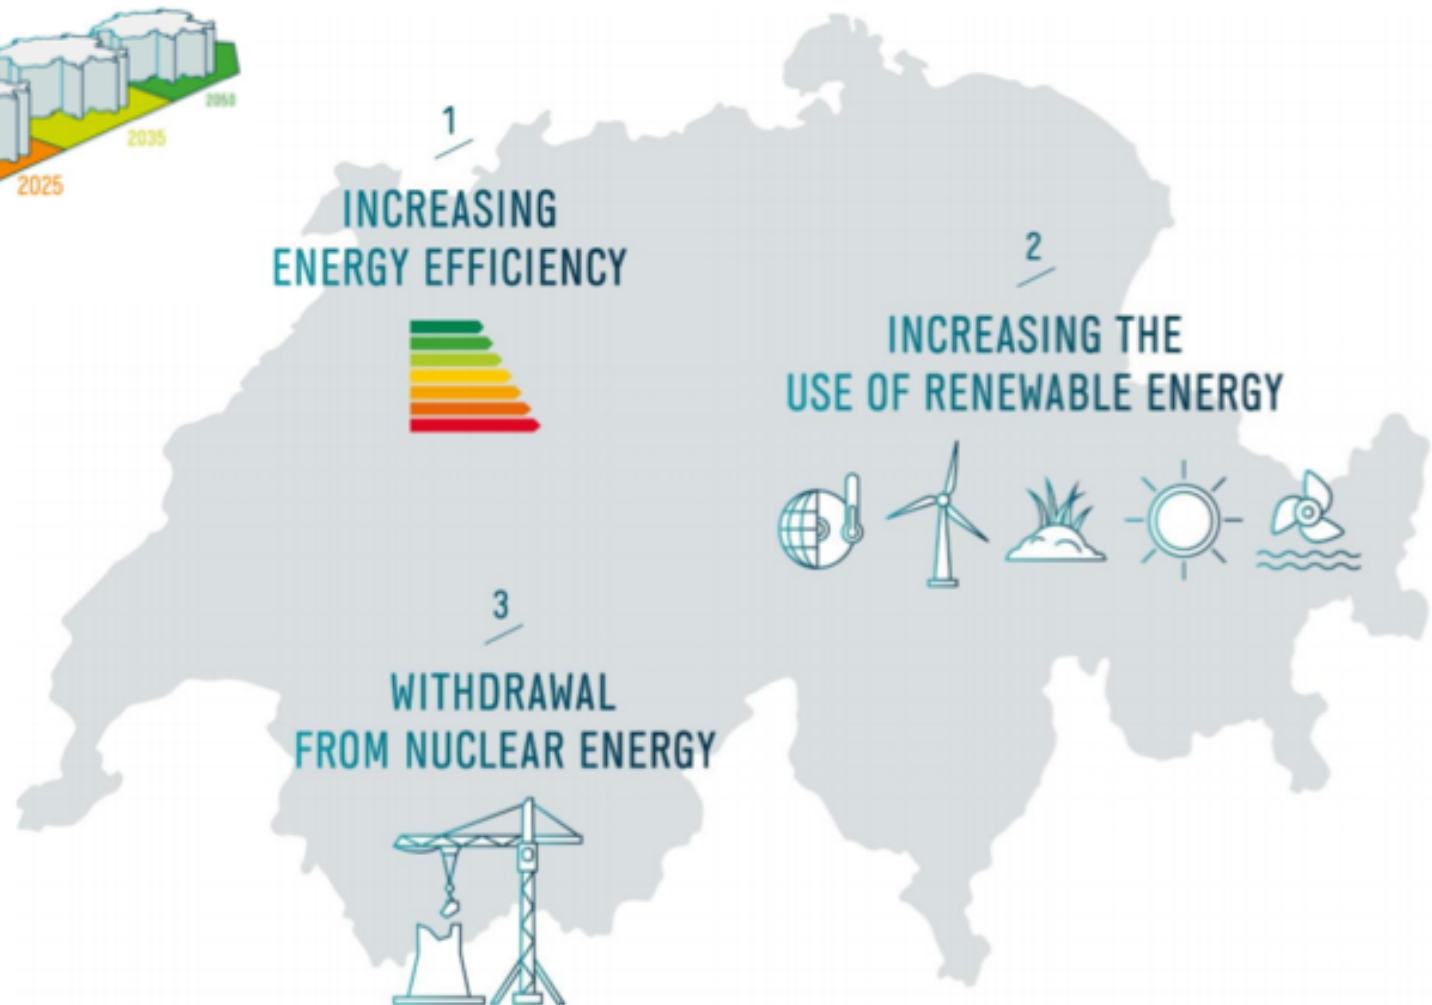 2050
2035
2025
1
INCREASING
ENERGY EFFICIENCY
2
INCREASING THE
USE OF RENEWABLE ENERGY
3
WITHDRAWAL
FROM NUCLEAR ENERGY